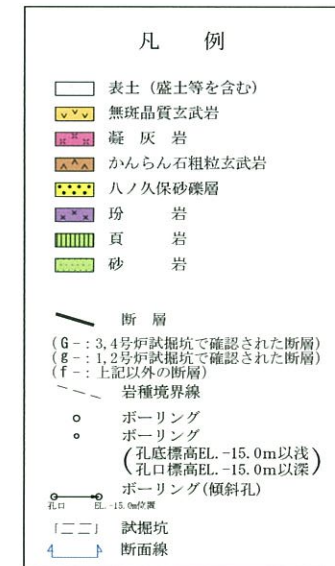 凡 例
表土（盛土等を含む）
無斑晶質玄武岩
凝 灰 岩
かんらん石粗粒玄武岩
八ノ久保砂礫層
玢 岩
頁 岩
砂 岩
断 層
(G-：3,4号炉試掘坑で確認された断層)
(g-：1,2号炉試掘坑で確認された断層)
(f-：上記以外の断層)
岩種境界線
ボーリング
ボーリング
(孔底標高EL.-15.0m以浅
孔口標高EL.-15.0m以深)
ボーリング(傾斜孔)
孔口 EL.-15.0m位置
試掘坑
断面線